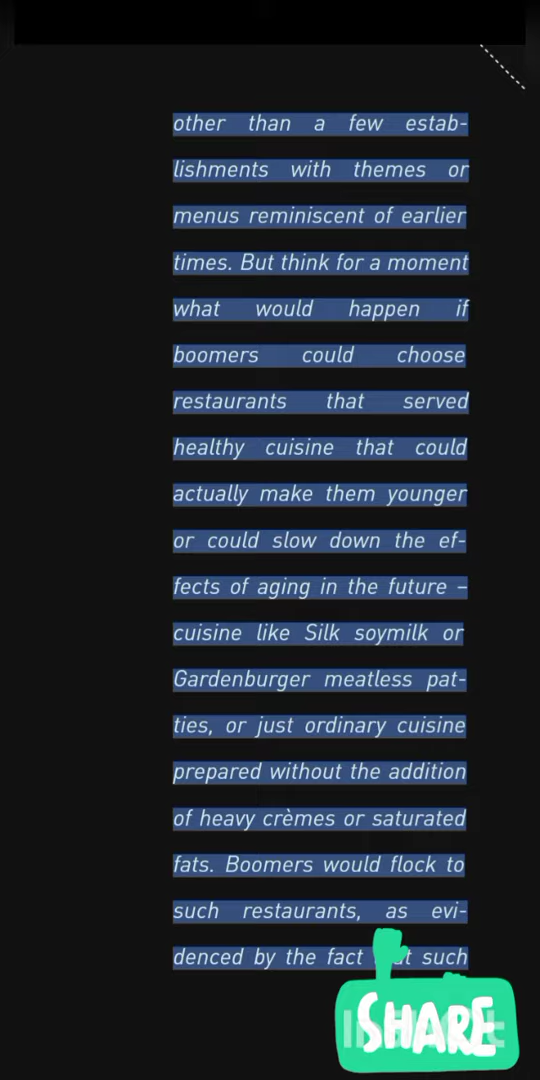 other than a few estab-
lishments with themes or
menus reminiscent of earlier
times. But think for a moment
what would happen if
boomers could choose
restaurants that served
healthy cuisine that could
actually make them younger
or could slow down the ef-
fects of aging in the future –
cuisine like Silk soymilk or
Gardenburger meatless pat-
ties, or just ordinary cuisine
prepared without the addition
of heavy crèmes or saturated
fats. Boomers would flock to
such restaurants, as evi-
denced by the fact such
SHARE